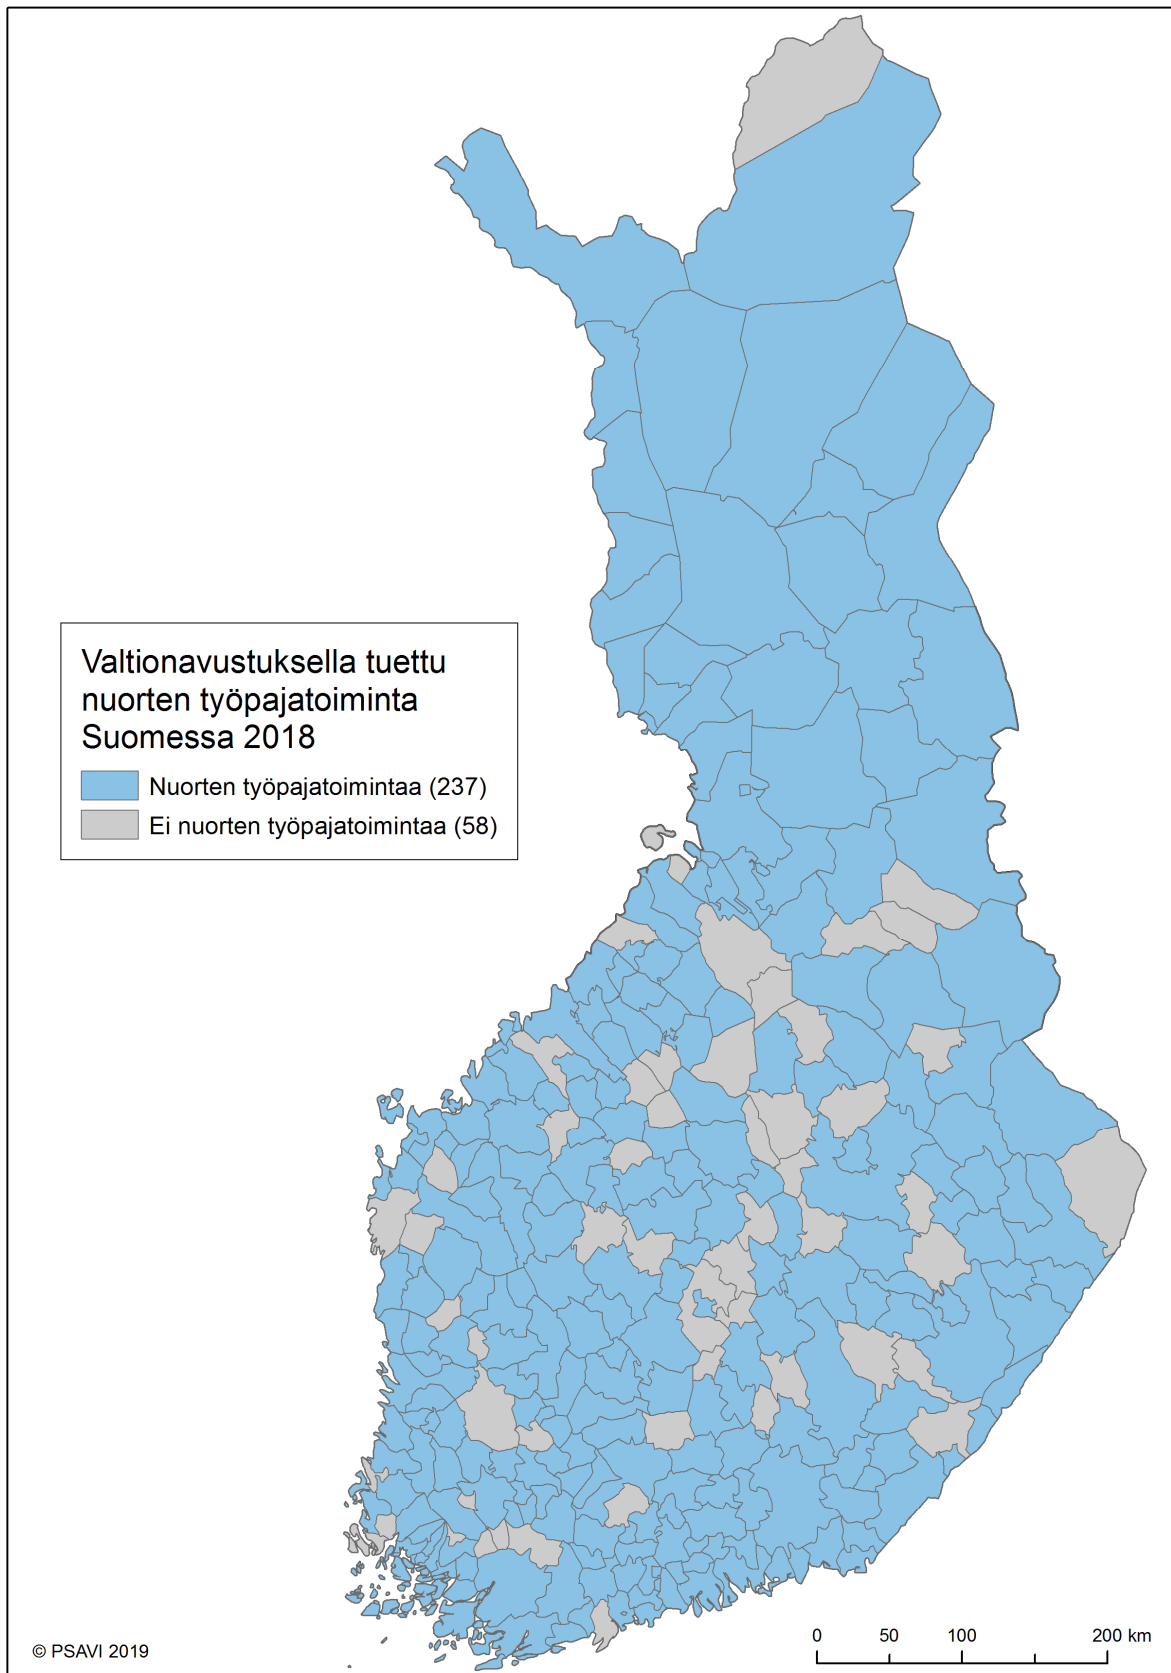 Valtionavustuksella tuettu
nuorten työpajatoiminta
Suomessa 2018
Nuorten työpajatoimintaa (237)
Ei nuorten työpajatoimintaa (58)
© PSAVI 2019
0 50 100 200 km